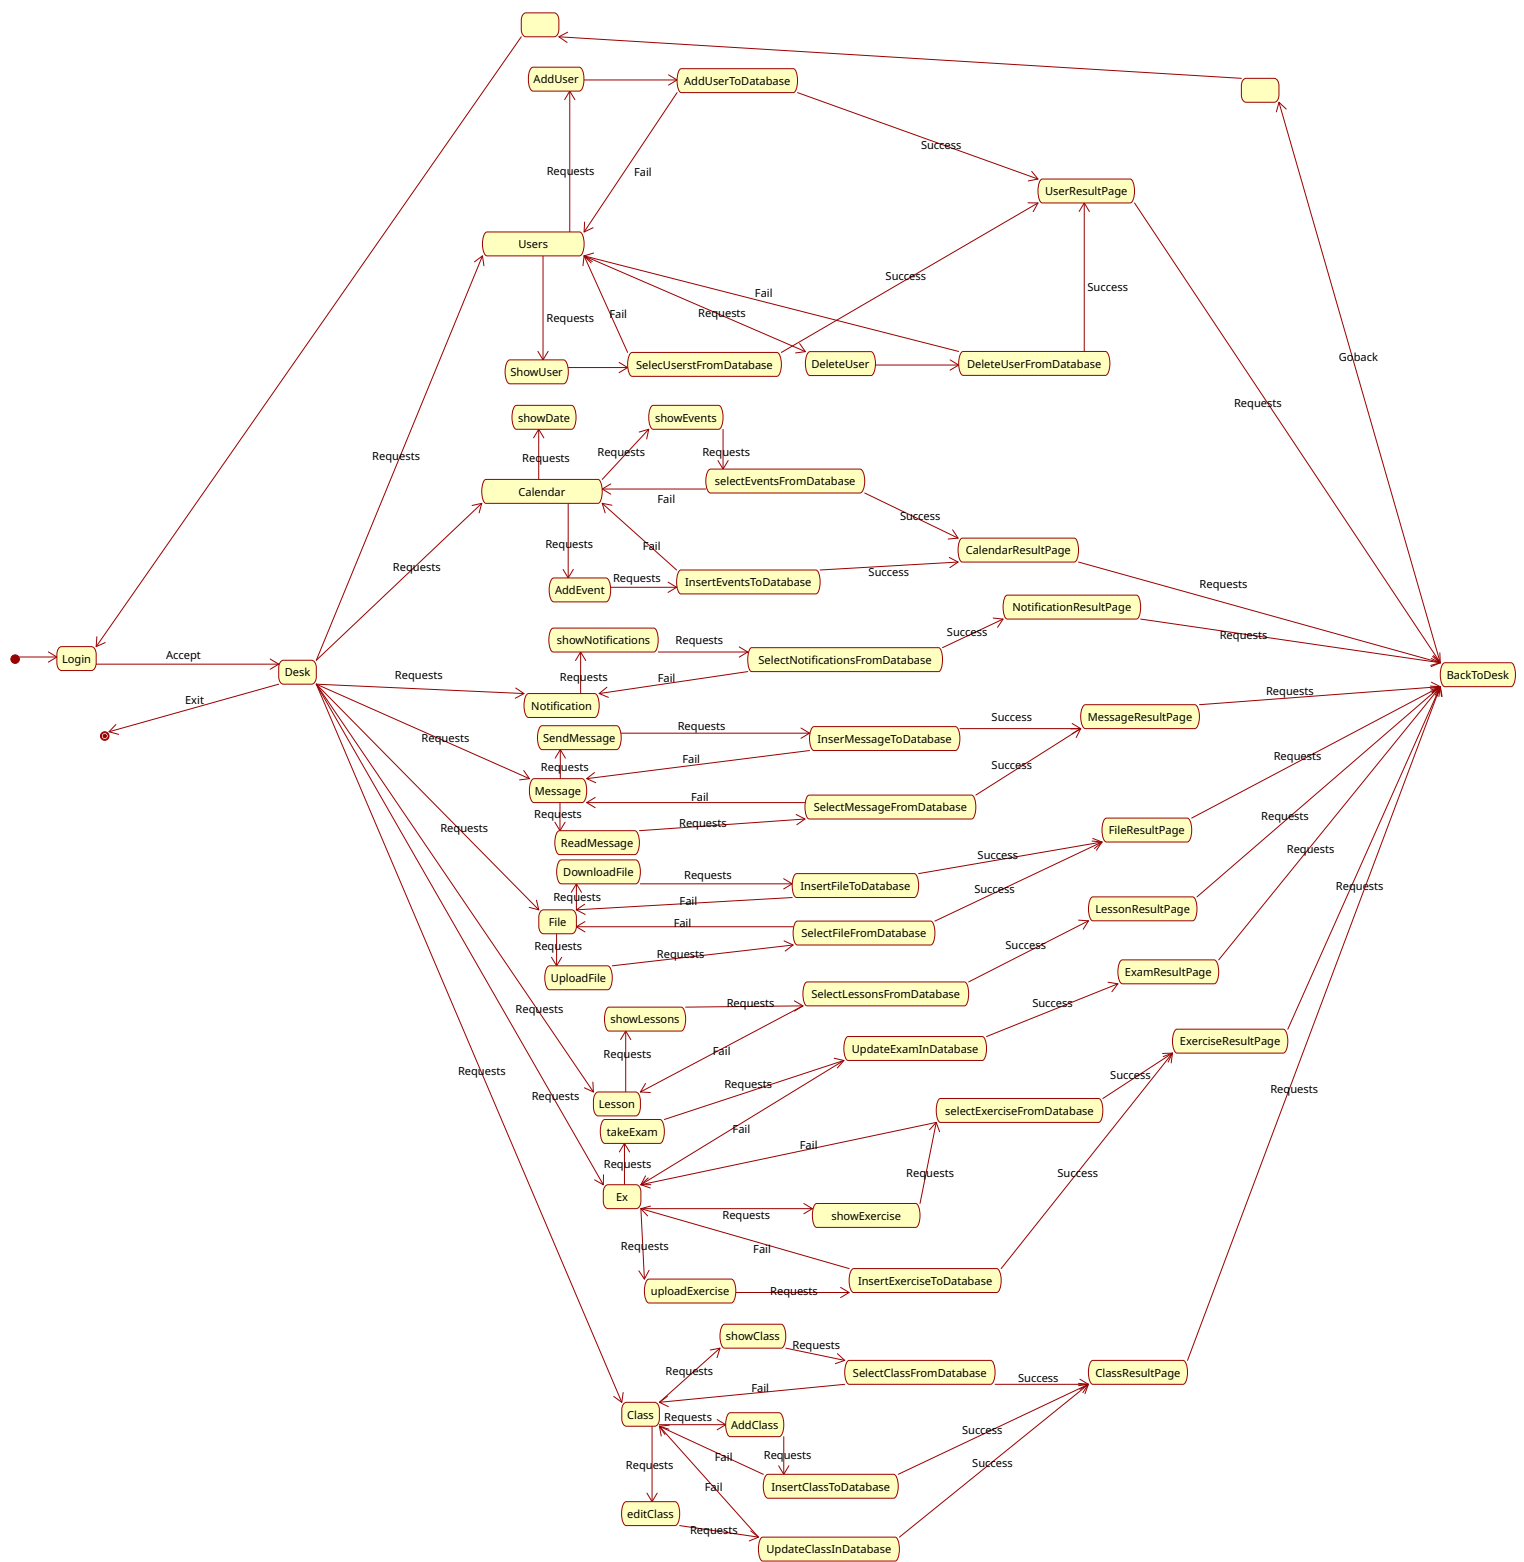 AddUser
AddUserToDatabase
Success
Requests
Fail
UserResultPage
Users
Success
Fail
Requests
Fail
Requests
Success
Goback
ShowUser
SelecUserstFromDatabase
DeleteUser
DeleteUserFromDatabase
Requests
showDate
showEvents
Requests
Requests
Requests
Requests
Calendar
selectEventsFromDatabase
Fail
Success
Requests
Fail
CalendarResultPage
Requests
AddEvent
Requests
InsertEventsToDatabase
Success
Requests
NotificationResultPage
showNotifications
Requests
Success
Requests
Login
Accept
Desk
SelectNotificationsFromDatabase
BackToDesk
Requests
Requests
Fail
Exit
Notification
Requests
MessageResultPage
SendMessage
Requests
InserMessageToDatabase
Success
Requests
Requests
Fail
Success
Requests
Message
Fail
SelectMessageFromDatabase
Requests
Requests
Requests
ReadMessage
FileResultPage
Requests
DownloadFile
Requests
Success
InsertFileToDatabase
Requests
Requests
Fail
Success
LessonResultPage
File
Fail
SelectFileFromDatabase
Requests
Requests
Success
UploadFile
ExamResultPage
SelectLessonsFromDatabase
Success
Requests
Requests
showLessons
ExerciseResultPage
UpdateExamInDatabase
Requests
Fail
Requests
Requests
Success
Requests
Requests
Lesson
selectExerciseFromDatabase
takeExam
Fail
Fail
Requests
Requests
Success
Ex
showExercise
Requests
Requests
Fail
InsertExerciseToDatabase
uploadExercise
Requests
showClass
Requests
Requests
SelectClassFromDatabase
Success
ClassResultPage
Fail
Class
Requests
AddClass
Success
Requests
Fail
Requests
Success
Fail
InsertClassToDatabase
editClass
Requests
UpdateClassInDatabase